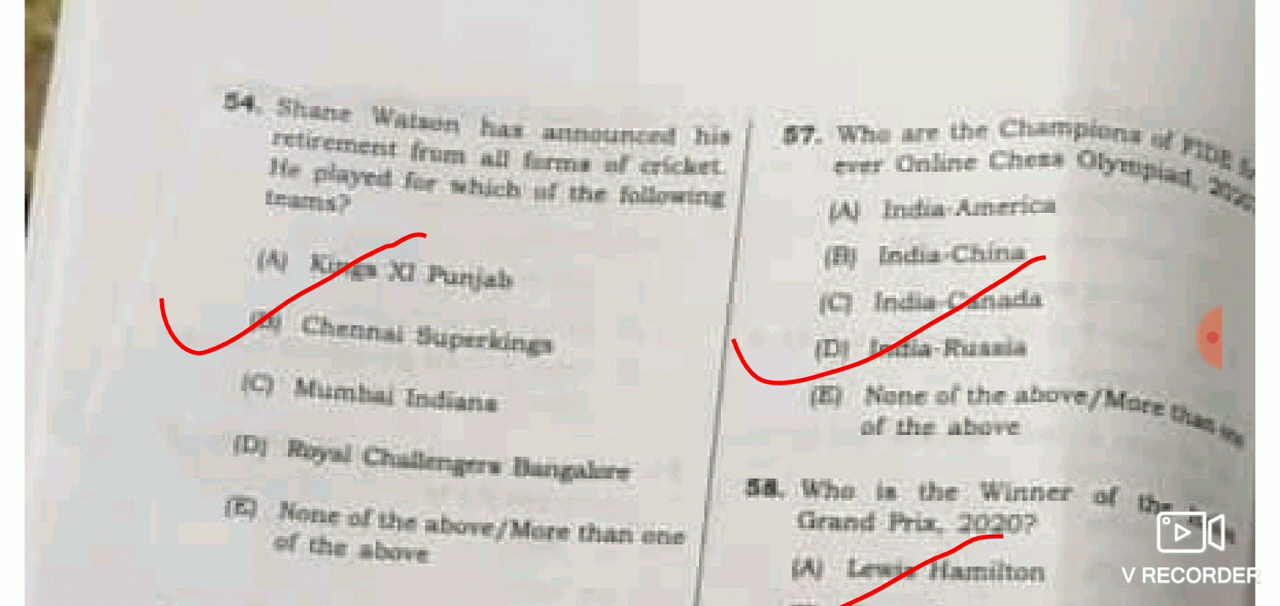 54. Shane Watson has announced his
retirement from all forms of cricket.
He played for which of the following
teams?
(A) Kings XI Punjab
(B) Chennai Superkings
(C) Mumbai Indians
(D) Royal Challengers Bangalore
(E) None of the above/More than one
of the above
57. Who are the Champions of FIDE
ever Online Chess Olympiad, 2020
(A) India-America
(B) India-China
(C) India-Canada
(D) India-Russia
(E) None of the above/More than one
of the above
58. Who is the Winner of the
Grand Prix, 2020?
(A) Lewis Hamilton
V RECORDER